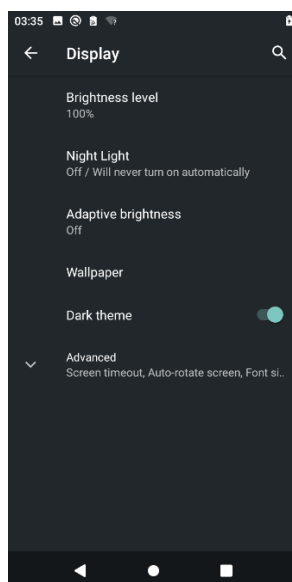 03:35
Display
Brightness level
100%
Night Light
Off / Will never turn on automatically
Adaptive brightness
Off
Wallpaper
Dark theme
Advanced
Screen timeout, Auto-rotate screen, Font si..